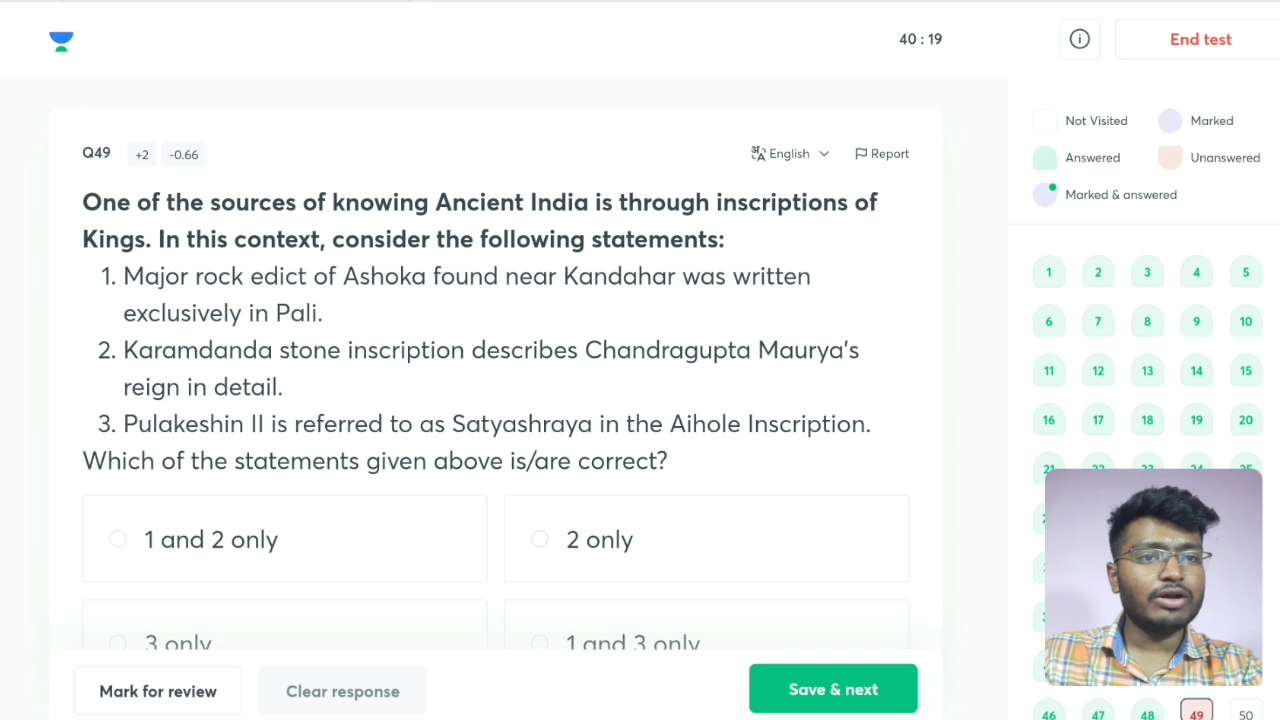 40 : 19
End test
Not Visited
Marked
Answered
Unanswered
Marked & answered
Q49
+2
-0.66
English
Report
One of the sources of knowing Ancient India is through inscriptions of
Kings. In this context, consider the following statements:
1. Major rock edict of Ashoka found near Kandahar was written
exclusively in Pali.
2. Karamdanda stone inscription describes Chandragupta Maurya's
reign in detail.
3. Pulakeshin II is referred to as Satyashraya in the Aihole Inscription.
Which of the statements given above is/are correct?
1 and 2 only
2 only
3 only
1 and 3 only
Mark for review
Clear response
Save & next
1 2 3 4 5
6 7 8 9 10
11 12 13 14 15
16 17 18 19 20
21 22 23 24 25
46 47 48 49 50